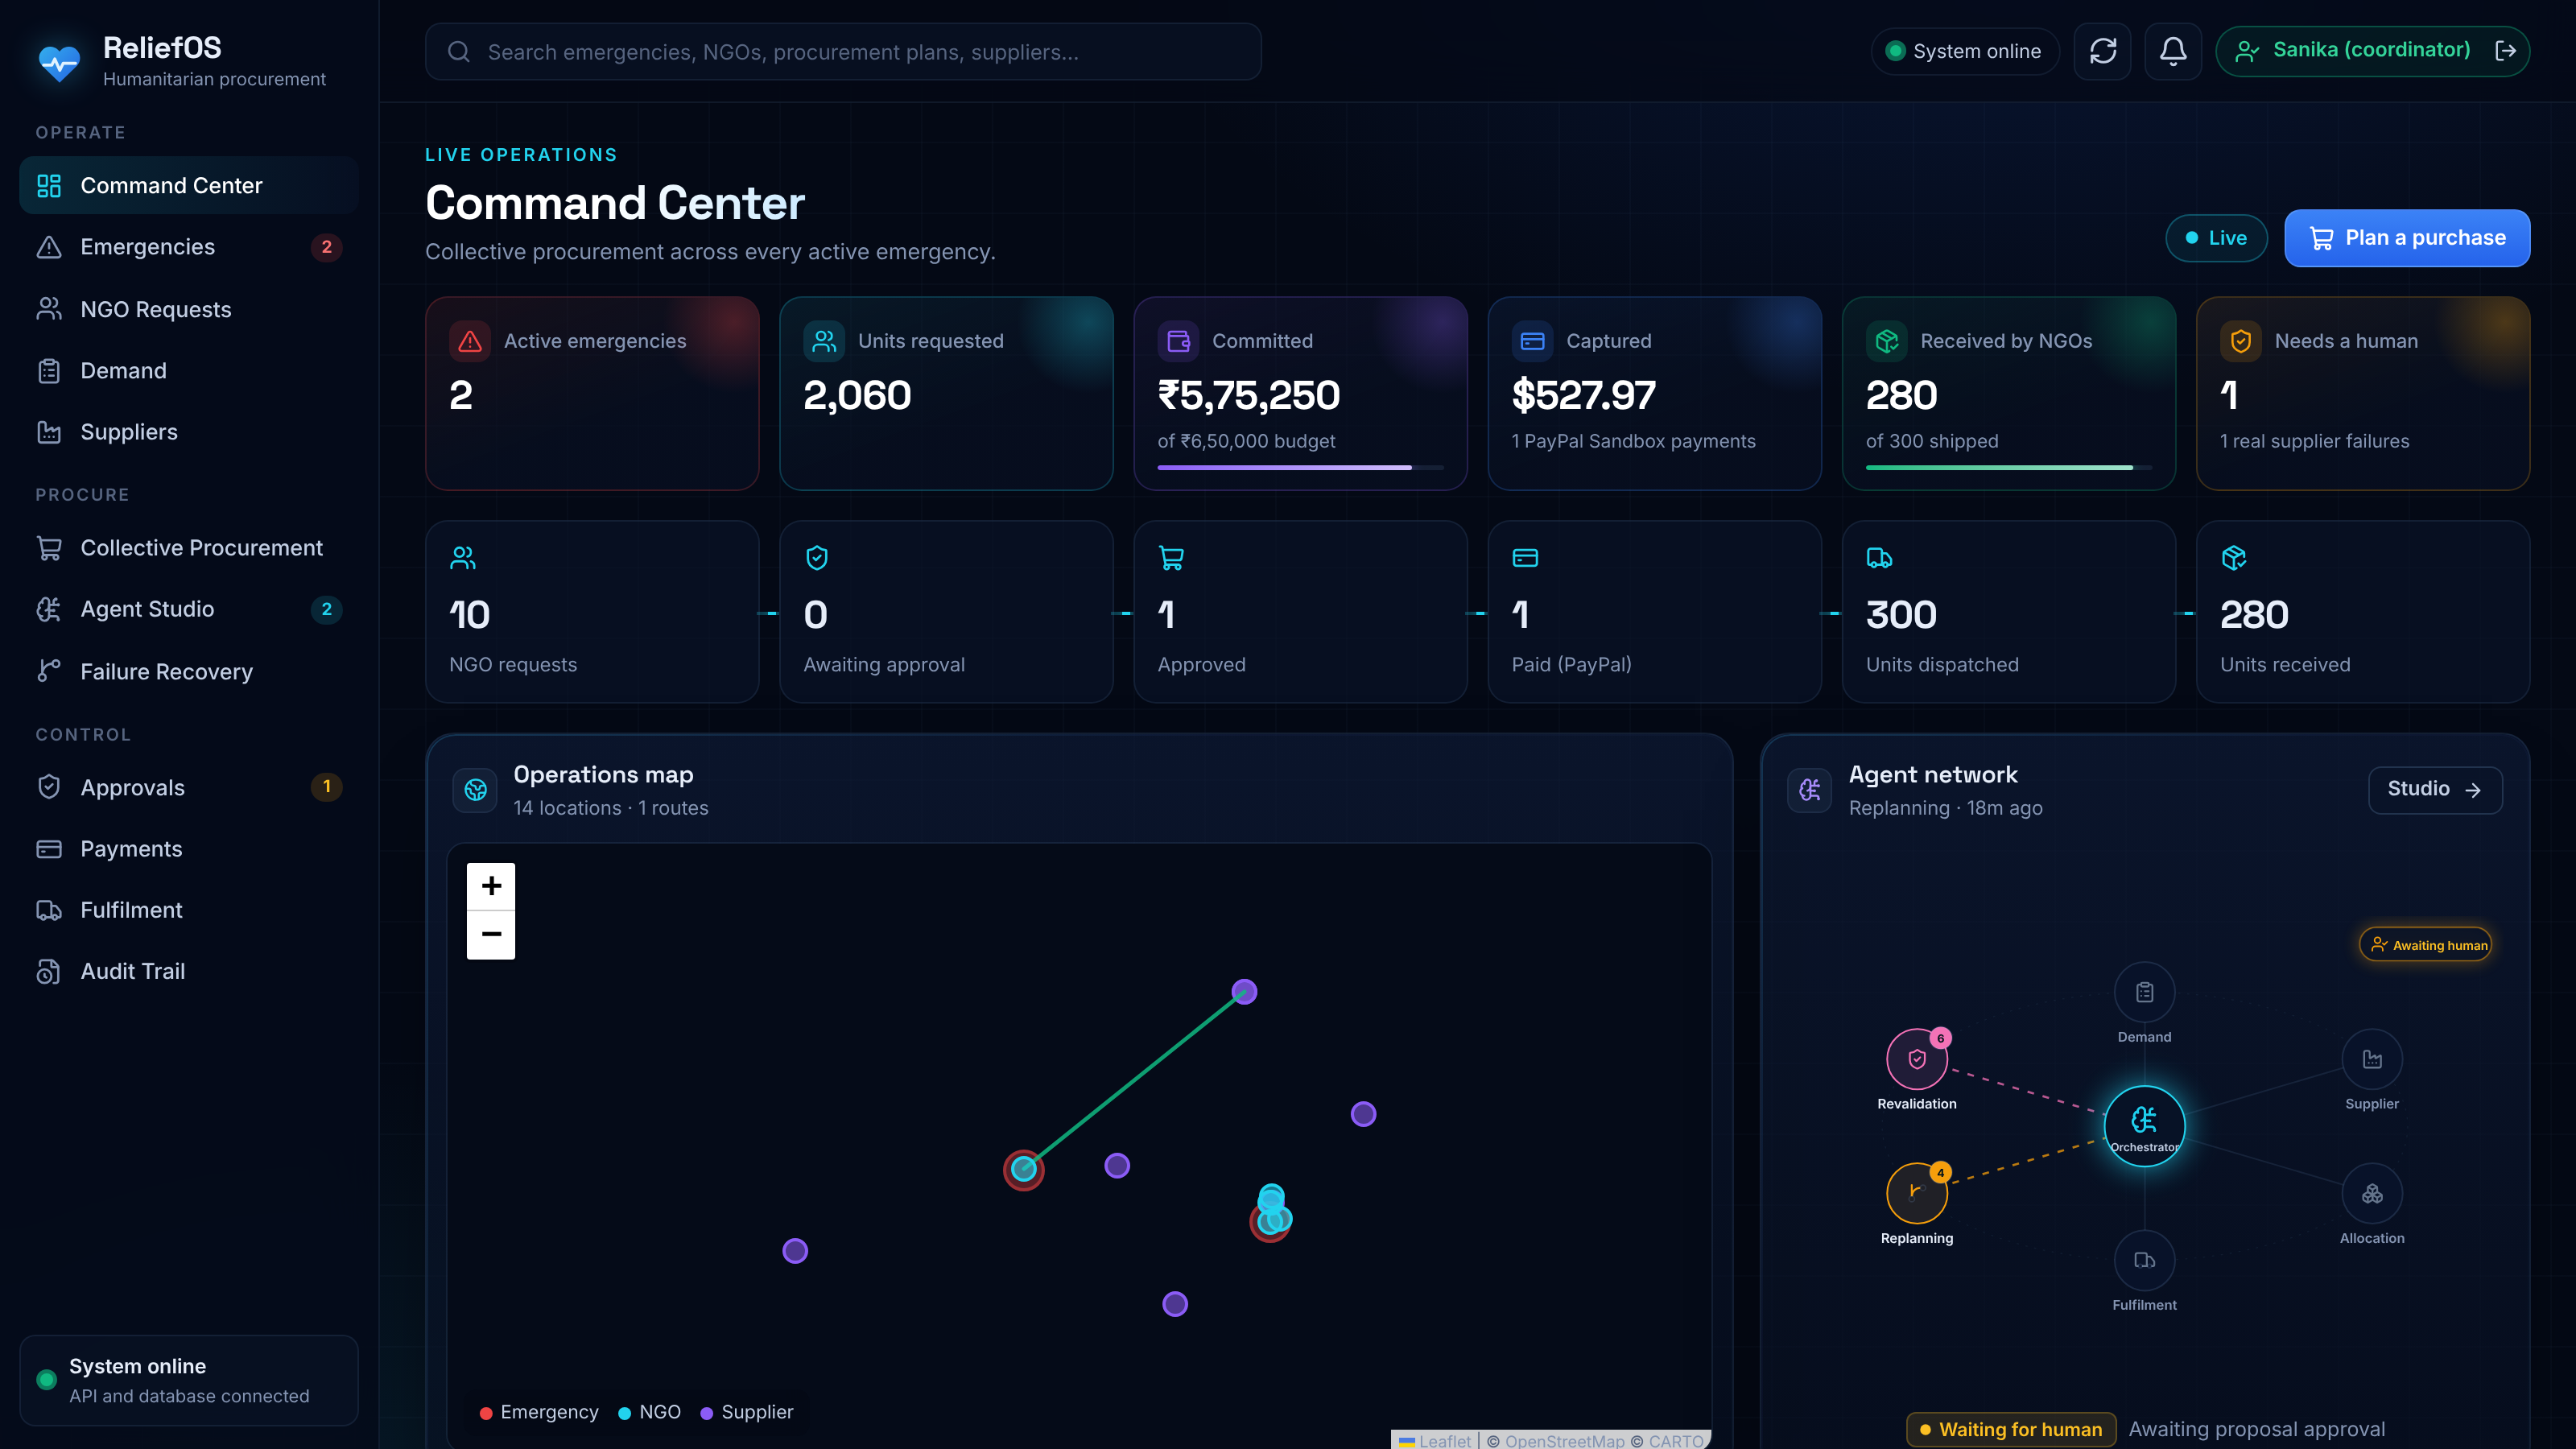 ReliefOS
Humanitarian procurement
OPERATE
Command Center
Emergencies 2
NGO Requests
Demand
Suppliers
PROCURE
Collective Procurement
Agent Studio 2
Failure Recovery
CONTROL
Approvals 1
Payments
Fulfilment
Audit Trail
System online
API and database connected
Search emergencies, NGOs, procurement plans, suppliers...
System online
Sanika (coordinator)
LIVE OPERATIONS
Command Center
Collective procurement across every active emergency.
Live
Plan a purchase
Active emergencies
2
Units requested
2,060
Committed
₹5,75,250
of ₹6,50,000 budget
Captured
$527.97
1 PayPal Sandbox payments
Received by NGOs
280
of 300 shipped
Needs a human
1
1 real supplier failures
10
NGO requests
0
Awaiting approval
1
Approved
1
Paid (PayPal)
300
Units dispatched
280
Units received
Operations map
14 locations · 1 routes
+
−
Emergency NGO Supplier
Leaflet | © OpenStreetMap © CARTO
Agent network
Replanning · 18m ago
Studio →
Awaiting human
Demand
6
Revalidation
Supplier
Orchestrator
4
Replanning
Allocation
Fulfilment
Waiting for human Awaiting proposal approval